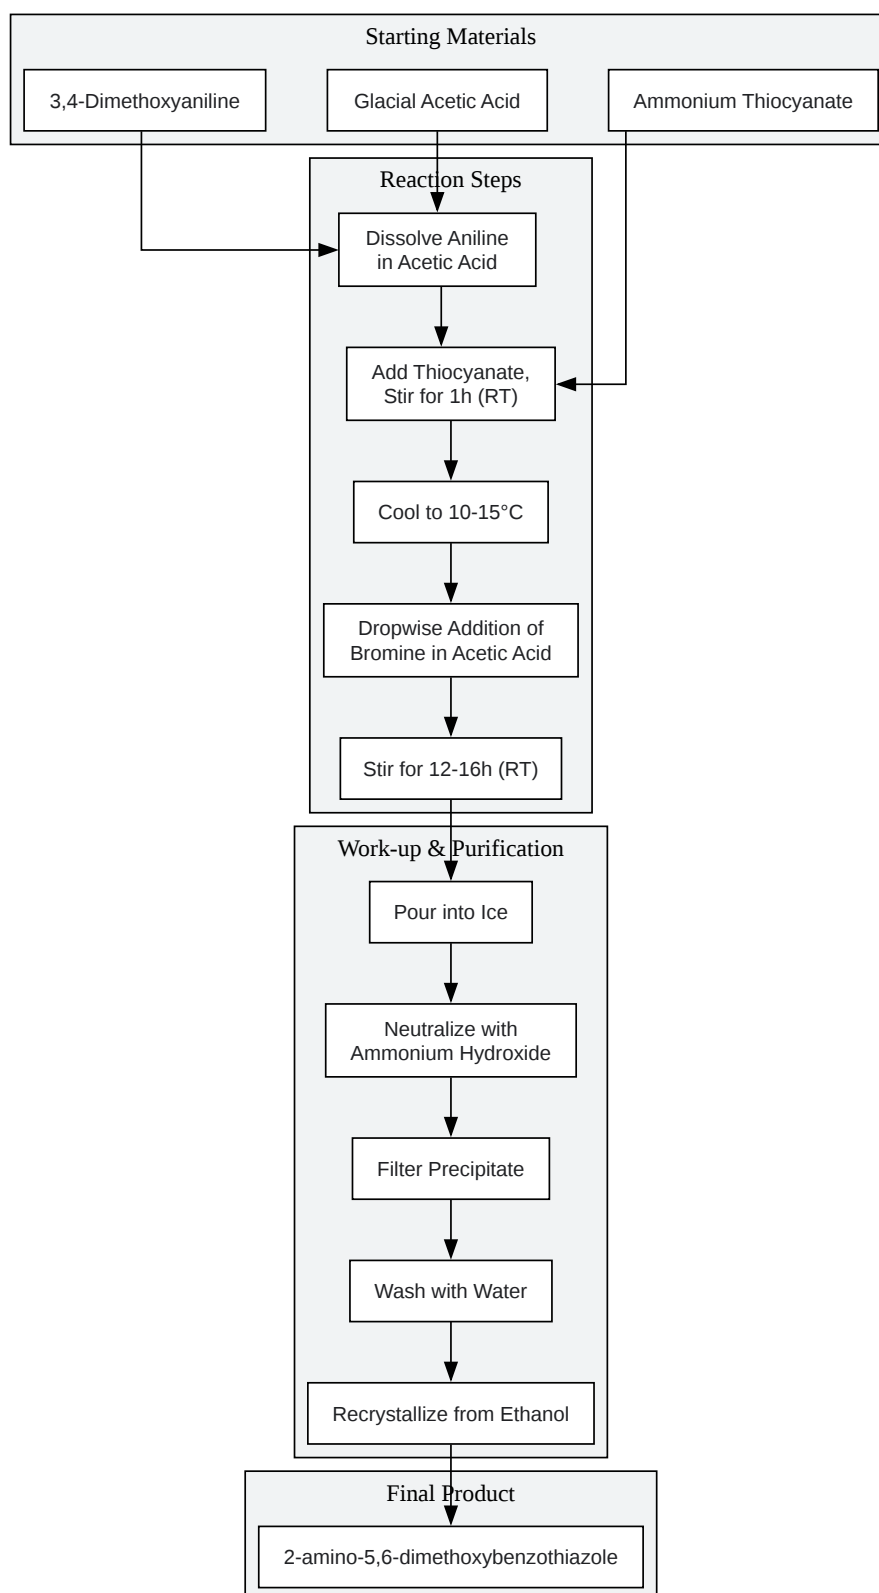 Starting Materials
3,4-Dimethoxyaniline
Glacial Acetic Acid
Ammonium Thiocyanate
Reaction Steps
Dissolve Aniline
in Acetic Acid
Add Thiocyanate,
Stir for 1h (RT)
Cool to 10-15°C
Dropwise Addition of
Bromine in Acetic Acid
Stir for 12-16h (RT)
Work-up & Purification
Pour into Ice
Neutralize with
Ammonium Hydroxide
Filter Precipitate
Wash with Water
Recrystallize from Ethanol
Final Product
2-amino-5,6-dimethoxybenzothiazole